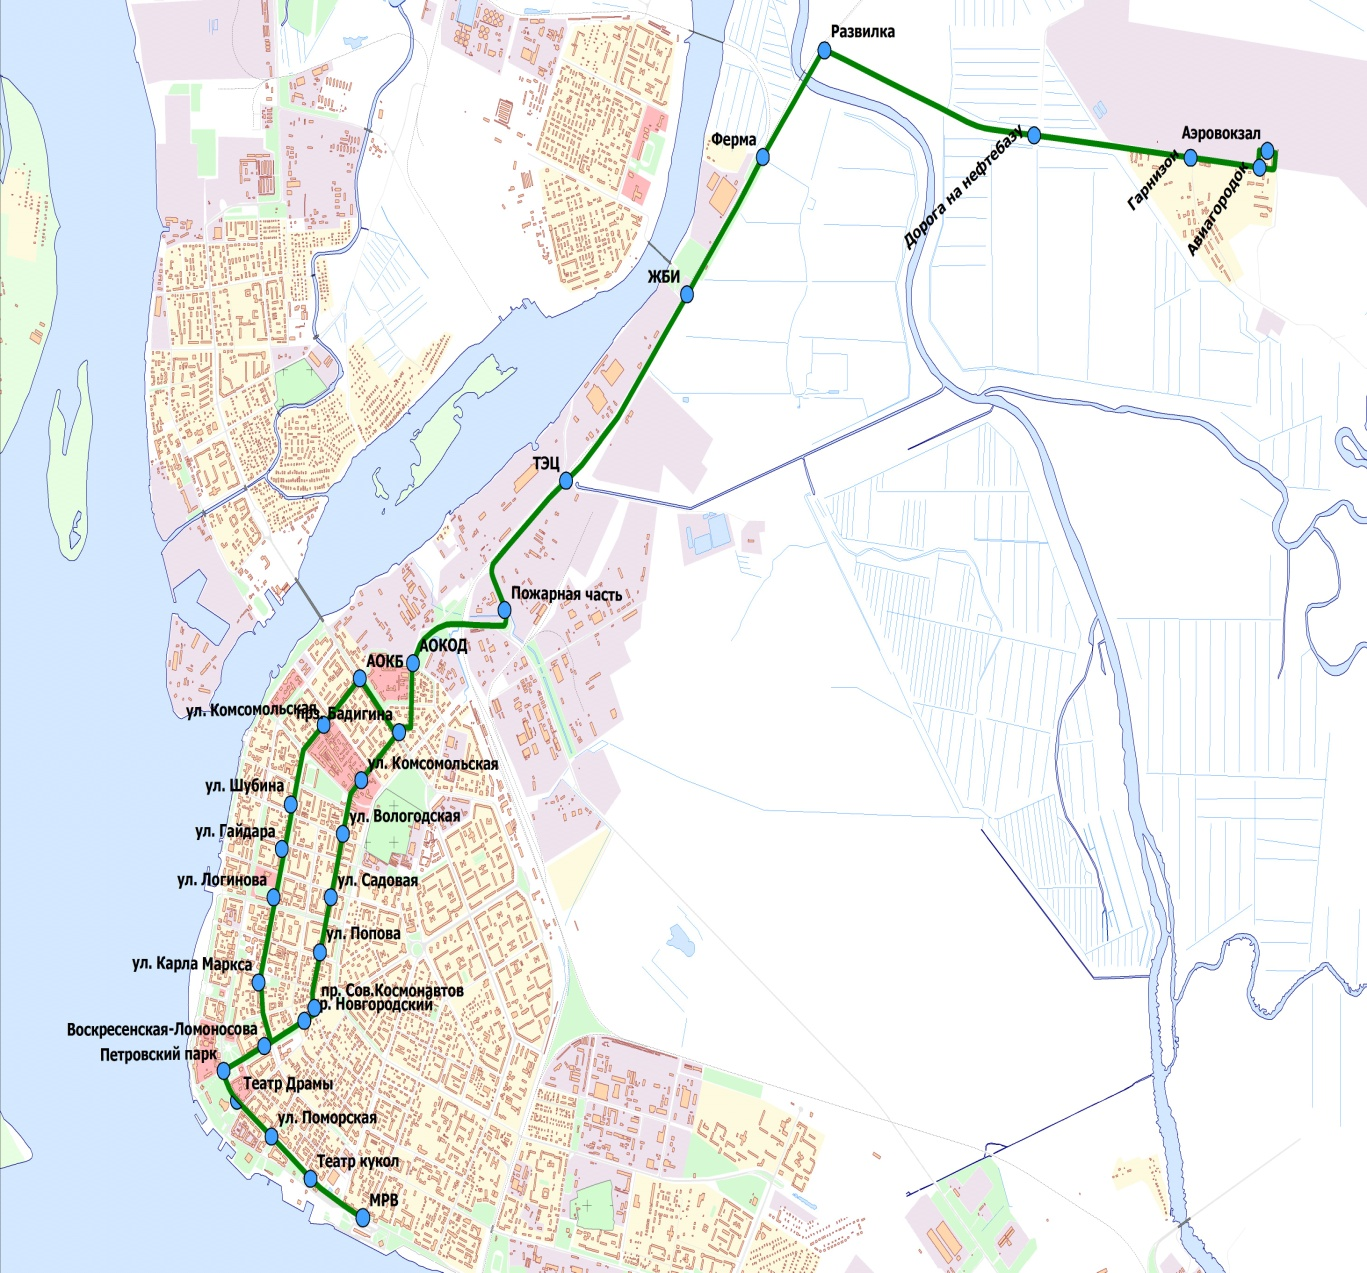 Развилка
Аэровокзал
Ферма
Дорога на нефтебазу
Гарнизон
Авиагородок
ЖБИ
ТЭЦ
Пожарная часть
АОКОД
АОКБ
ул. Комсомольская
прз. Бадигина
ул. Комсомольская
ул. Шубина
ул. Вологодская
ул. Гайдара
ул. Логинова
ул. Садовая
ул. Попова
ул. Карла Маркса
пр. Сов.Космонавтов
р. Новгородский
Воскресенская-Ломоносова
Петровский парк
Театр Драмы
ул. Поморская
Театр кукол
МРВ